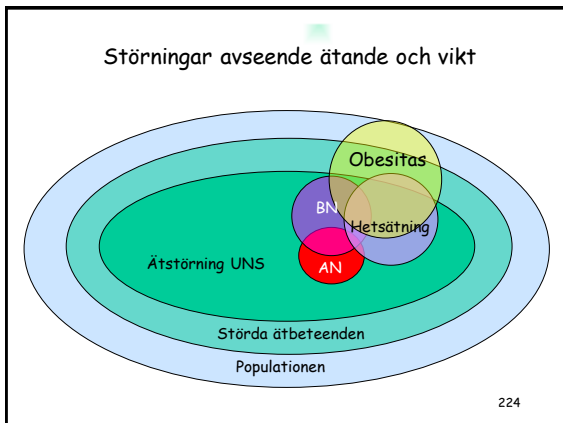 Störningar avseende ätande och vikt
Obesitas
BN
Hetsätning
Ätstörning UNS
AN
Störda ätbeteenden
Populationen
224